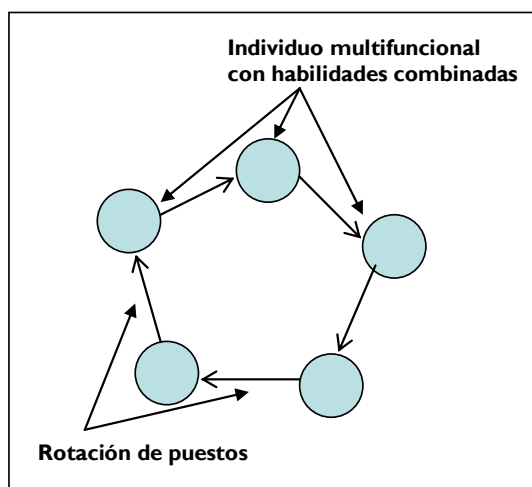 Individuo multifuncional
con habilidades combinadas
Rotación de puestos